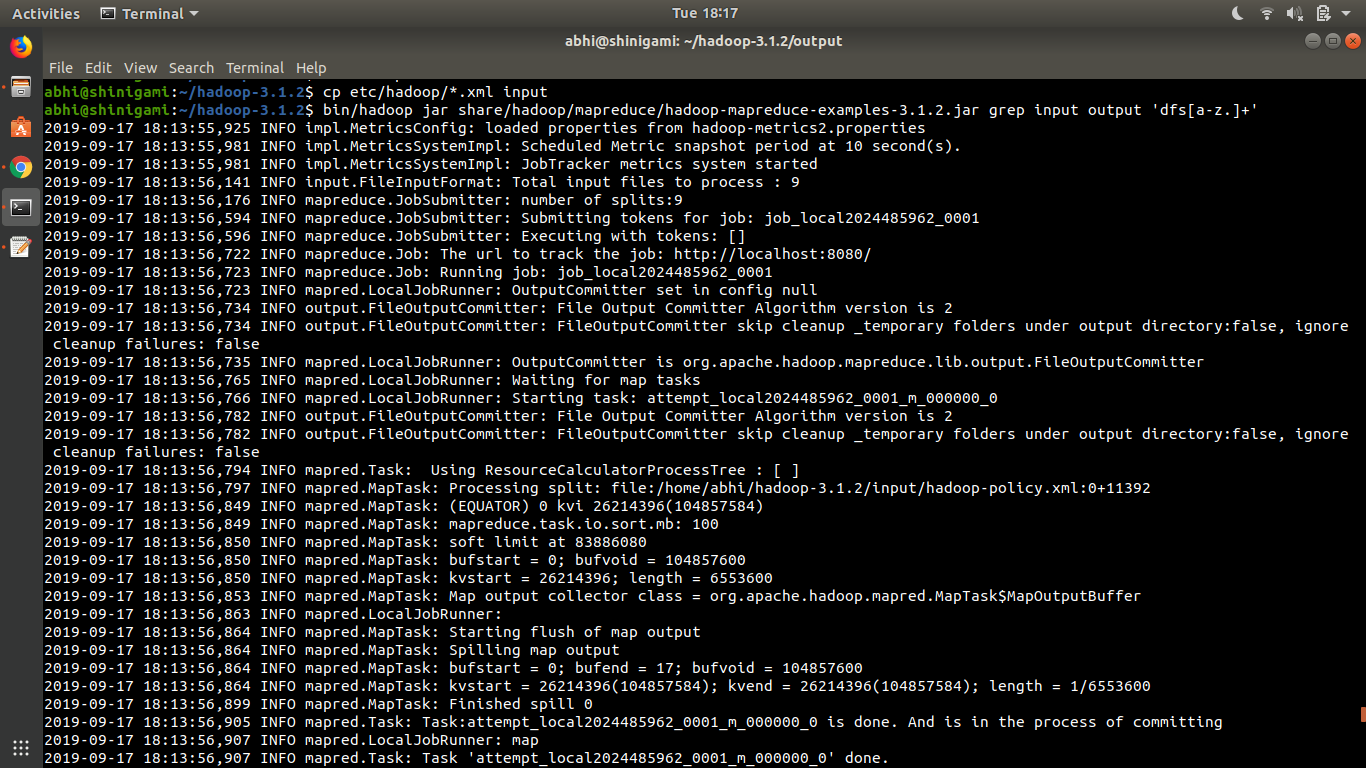 Activities Terminal Tue 18:17
abhi@shinigami: ~/hadoop-3.1.2/output
File Edit View Search Terminal Help
abhi@shinigami:~/hadoop-3.1.2$ cp etc/hadoop/*.xml input
abhi@shinigami:~/hadoop-3.1.2$ bin/hadoop jar share/hadoop/mapreduce/hadoop-mapreduce-examples-3.1.2.jar grep input output 'dfs[a-z.]+'
2019-09-17 18:13:55,925 INFO impl.MetricsConfig: loaded properties from hadoop-metrics2.properties
2019-09-17 18:13:55,981 INFO impl.MetricsSystemImpl: Scheduled Metric snapshot period at 10 second(s).
2019-09-17 18:13:55,981 INFO impl.MetricsSystemImpl: JobTracker metrics system started
2019-09-17 18:13:56,141 INFO input.FileInputFormat: Total input files to process : 9
2019-09-17 18:13:56,176 INFO mapreduce.JobSubmitter: number of splits:9
2019-09-17 18:13:56,594 INFO mapreduce.JobSubmitter: Submitting tokens for job: job_local2024485962_0001
2019-09-17 18:13:56,596 INFO mapreduce.JobSubmitter: Executing with tokens: []
2019-09-17 18:13:56,722 INFO mapreduce.Job: The url to track the job: http://localhost:8080/
2019-09-17 18:13:56,723 INFO mapreduce.Job: Running job: job_local2024485962_0001
2019-09-17 18:13:56,723 INFO mapred.LocalJobRunner: OutputCommitter set in config null
2019-09-17 18:13:56,734 INFO output.FileOutputCommitter: File Output Committer Algorithm version is 2
2019-09-17 18:13:56,734 INFO output.FileOutputCommitter: FileOutputCommitter skip cleanup _temporary folders under output directory:false, ignore
cleanup failures: false
2019-09-17 18:13:56,735 INFO mapred.LocalJobRunner: OutputCommitter is org.apache.hadoop.mapreduce.lib.output.FileOutputCommitter
2019-09-17 18:13:56,765 INFO mapred.LocalJobRunner: Waiting for map tasks
2019-09-17 18:13:56,766 INFO mapred.LocalJobRunner: Starting task: attempt_local2024485962_0001_m_000000_0
2019-09-17 18:13:56,782 INFO output.FileOutputCommitter: File Output Committer Algorithm version is 2
2019-09-17 18:13:56,782 INFO output.FileOutputCommitter: FileOutputCommitter skip cleanup _temporary folders under output directory:false, ignore
cleanup failures: false
2019-09-17 18:13:56,794 INFO mapred.Task:  Using ResourceCalculatorProcessTree : [ ]
2019-09-17 18:13:56,797 INFO mapred.MapTask: Processing split: file:/home/abhi/hadoop-3.1.2/input/hadoop-policy.xml:0+11392
2019-09-17 18:13:56,849 INFO mapred.MapTask: (EQUATOR) 0 kvi 26214396(104857584)
2019-09-17 18:13:56,849 INFO mapred.MapTask: mapreduce.task.io.sort.mb: 100
2019-09-17 18:13:56,850 INFO mapred.MapTask: soft limit at 83886080
2019-09-17 18:13:56,850 INFO mapred.MapTask: bufstart = 0; bufvoid = 104857600
2019-09-17 18:13:56,850 INFO mapred.MapTask: kvstart = 26214396; length = 6553600
2019-09-17 18:13:56,853 INFO mapred.MapTask: Map output collector class = org.apache.hadoop.mapred.MapTask$MapOutputBuffer
2019-09-17 18:13:56,863 INFO mapred.LocalJobRunner:
2019-09-17 18:13:56,864 INFO mapred.MapTask: Starting flush of map output
2019-09-17 18:13:56,864 INFO mapred.MapTask: Spilling map output
2019-09-17 18:13:56,864 INFO mapred.MapTask: bufstart = 0; bufend = 17; bufvoid = 104857600
2019-09-17 18:13:56,864 INFO mapred.MapTask: kvstart = 26214396(104857584); kvend = 26214396(104857584); length = 1/6553600
2019-09-17 18:13:56,899 INFO mapred.MapTask: Finished spill 0
2019-09-17 18:13:56,905 INFO mapred.Task: Task:attempt_local2024485962_0001_m_000000_0 is done. And is in the process of committing
2019-09-17 18:13:56,907 INFO mapred.LocalJobRunner: map
2019-09-17 18:13:56,907 INFO mapred.Task: Task 'attempt_local2024485962_0001_m_000000_0' done.